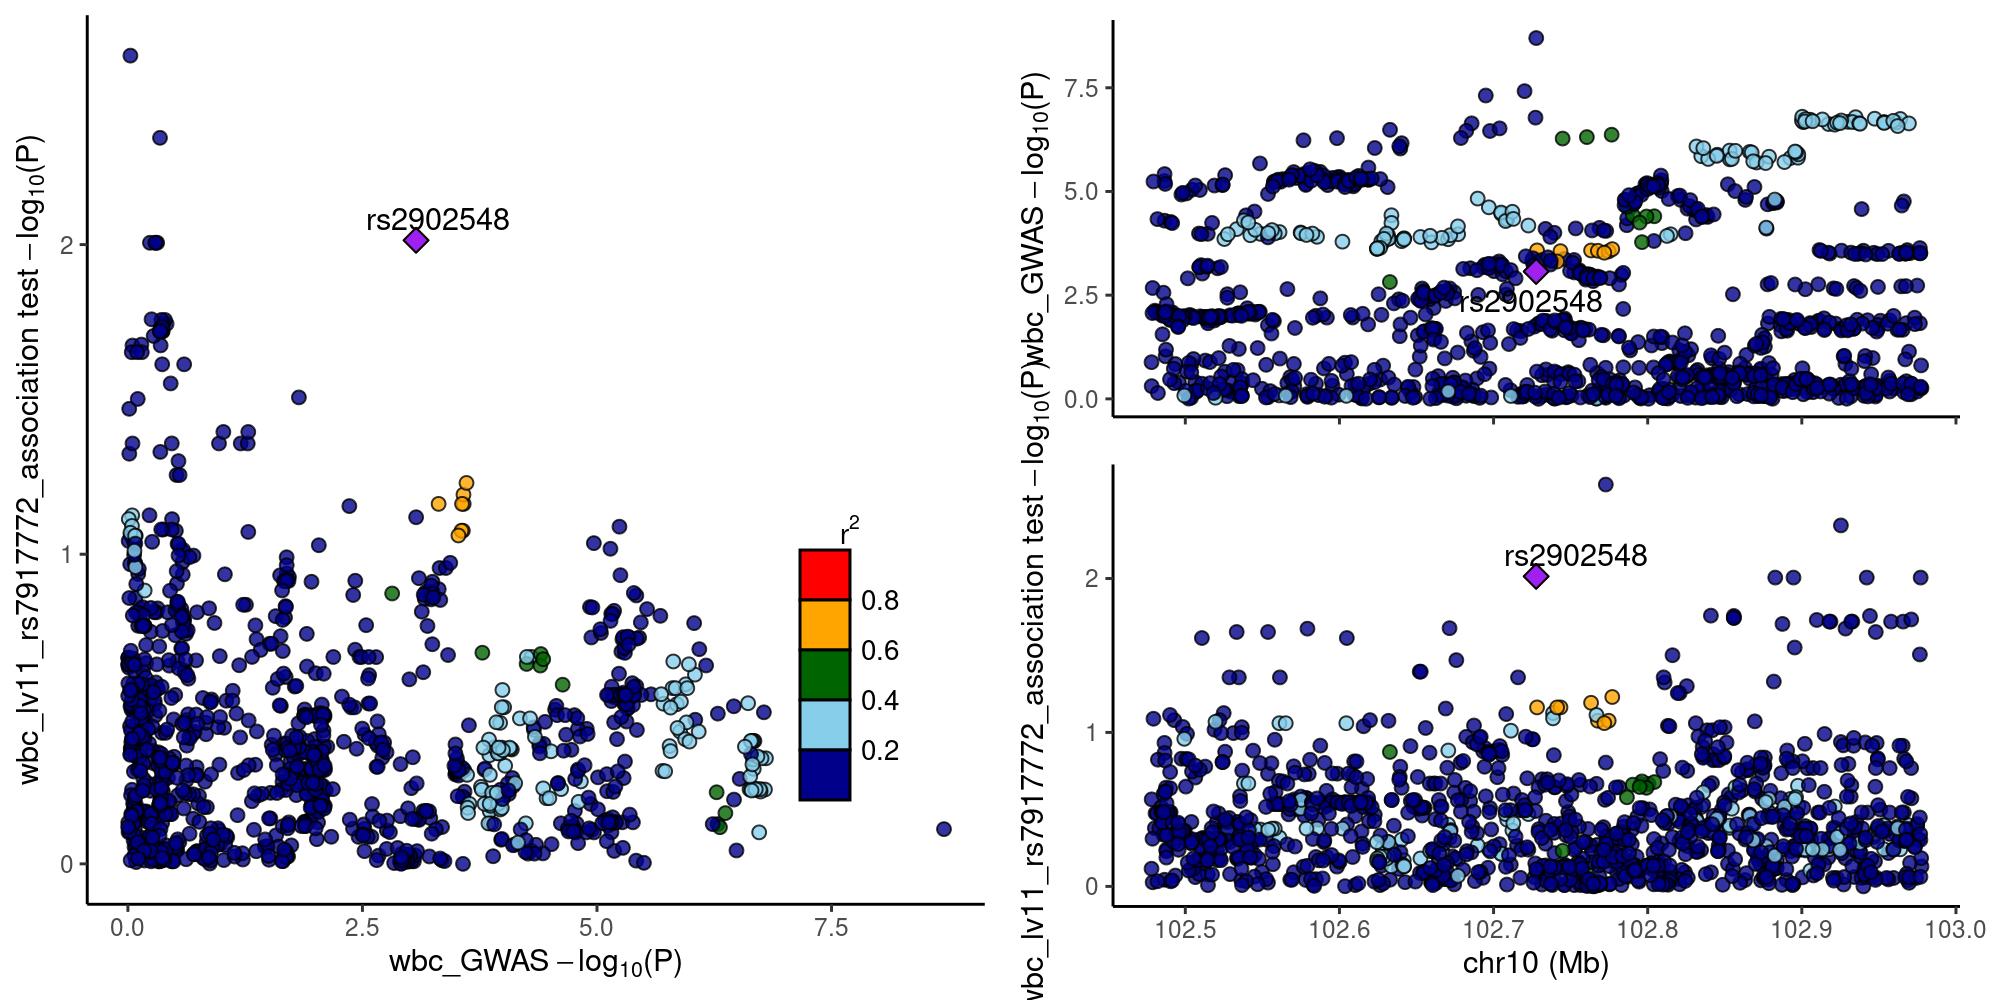 wbc_lv11_rs7917772_association test −log10(P)
2
1
0
rs2902548
r2
0.8
0.6
0.4
0.2
0.0
2.5
5.0
7.5
wbc_GWAS −log10(P)
wbc_GWAS −log10(P)
7.5
5.0
2.5
0.0
rs2902548
wbc_lv11_rs7917772_association test −log10(P)
2
1
0
rs2902548
102.5
102.6
102.7
102.8
102.9
103.0
chr10 (Mb)